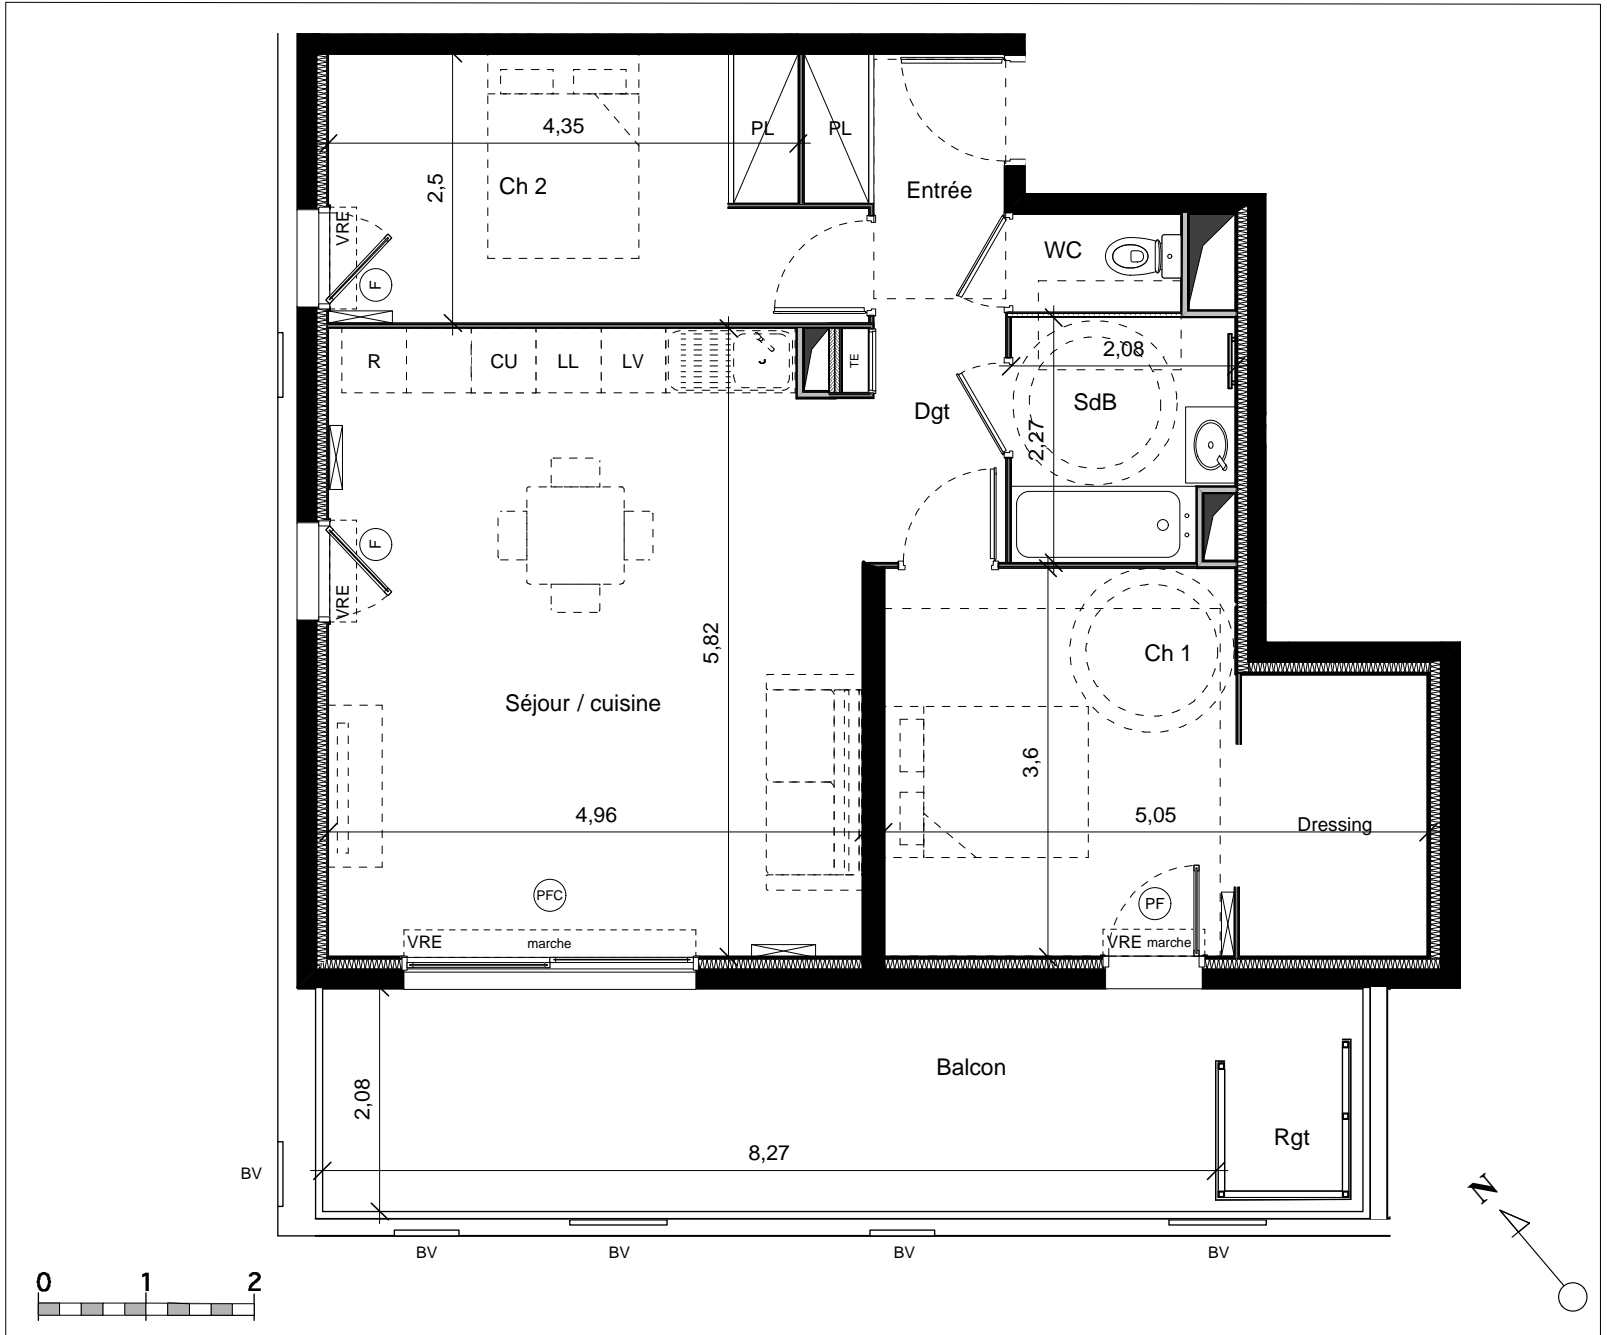 4,35
PL
PL
2,5
Ch 2
Entrée
VRE
F
WC
R
CU
LL
LV
TE
2,08
SdB
Dgt
2,27
F
VRE
5,82
Ch 1
Séjour / cuisine
3,6
4,96
5,05
Dressing
PFC
PF
VRE
marche
VRE
marche
Balcon
2,08
8,27
Rgt
BV
N
BV
BV
BV
BV
0
1
2